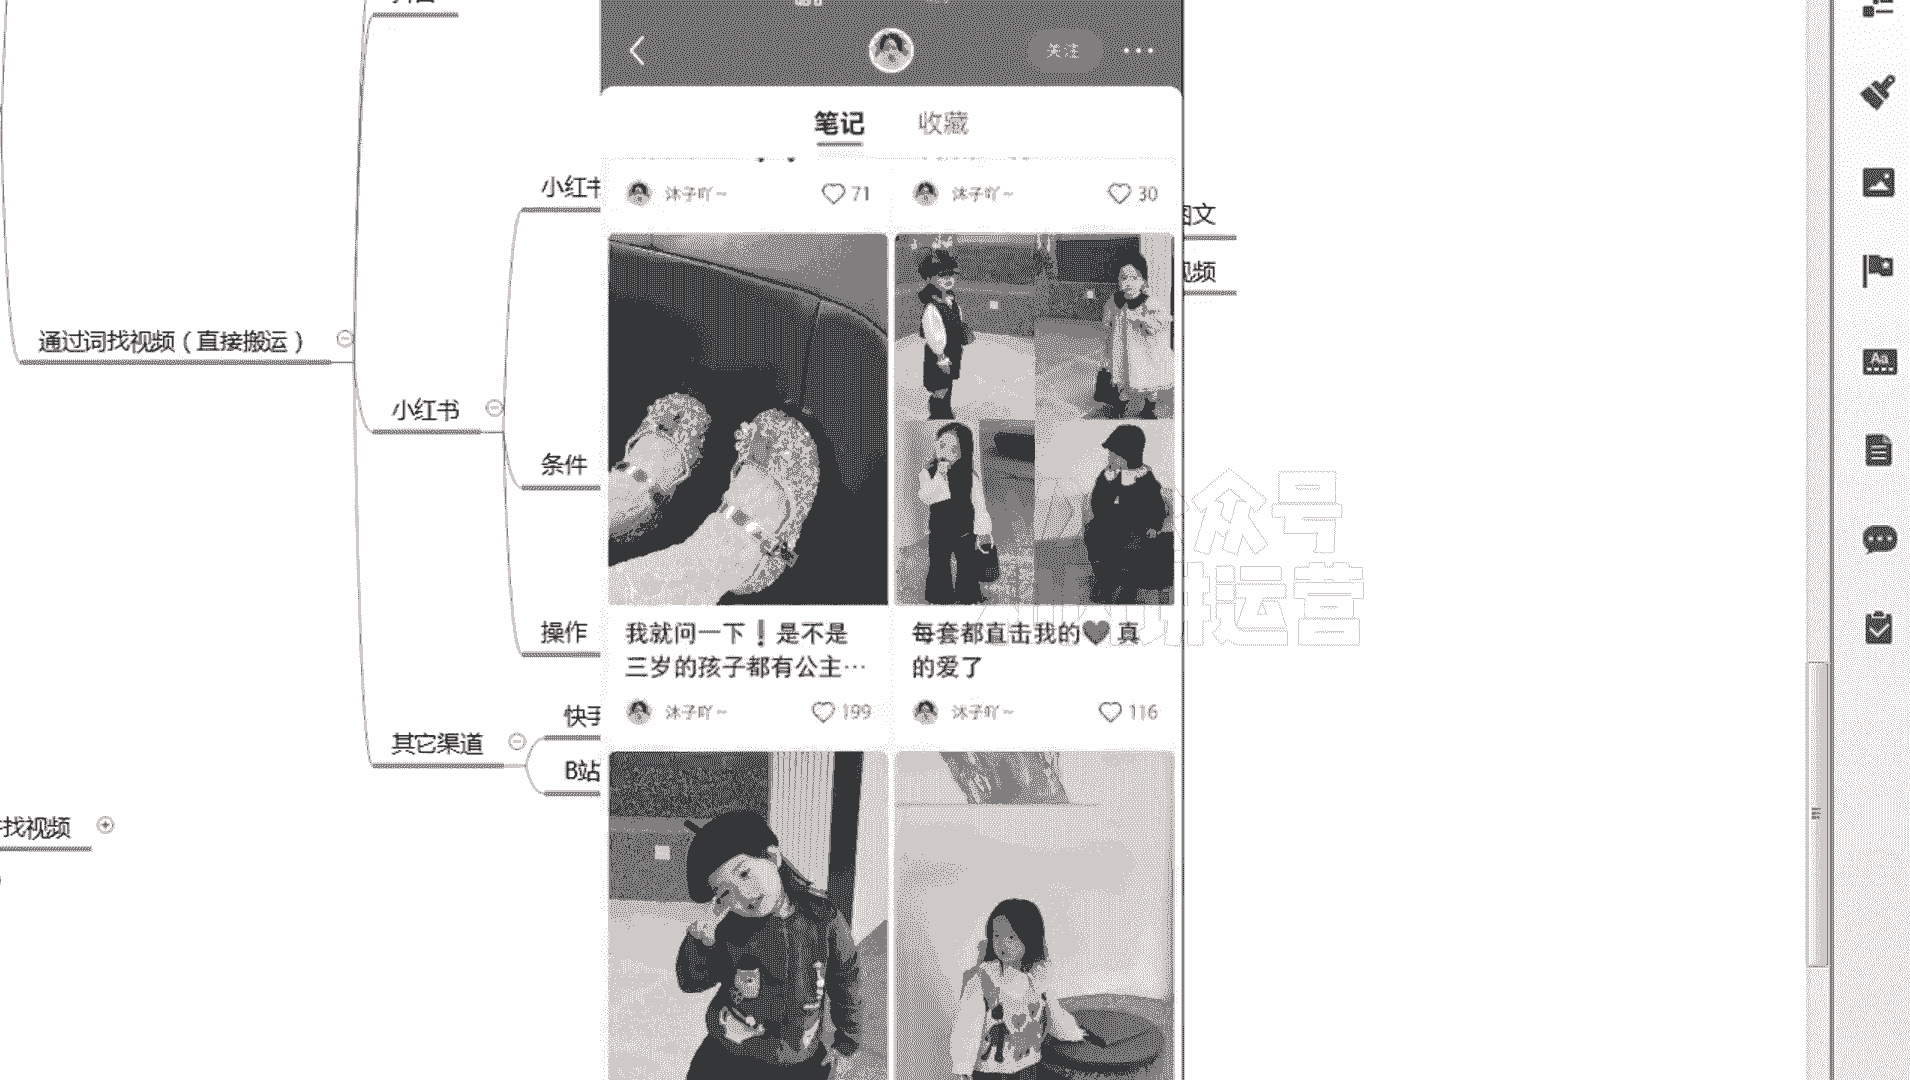 关注
笔记
收藏
沐子吖~
71
沐子吖~
30
小红书
图文
视频
通过词找视频（直接搬运）
小红书
条件
众号
运营
操作
我就问一下❗是不是
三岁的孩子都有公主…
每套都直击我的🖤真
的爱了
沐子吖~
199
沐子吖~
116
快手
其它渠道
B站
找视频
Aa